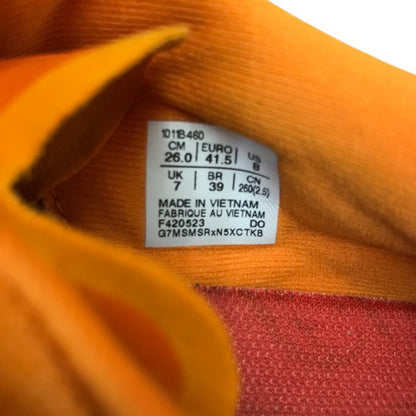 1011B460
CM EURO US
26.0 41.5 8
UK BR CN
7 39 260(2.5)
MADE IN VIETNAM
FABRIQUE AU VIETNAM
F420523 DO
G7MSMSRxN5XCTKB